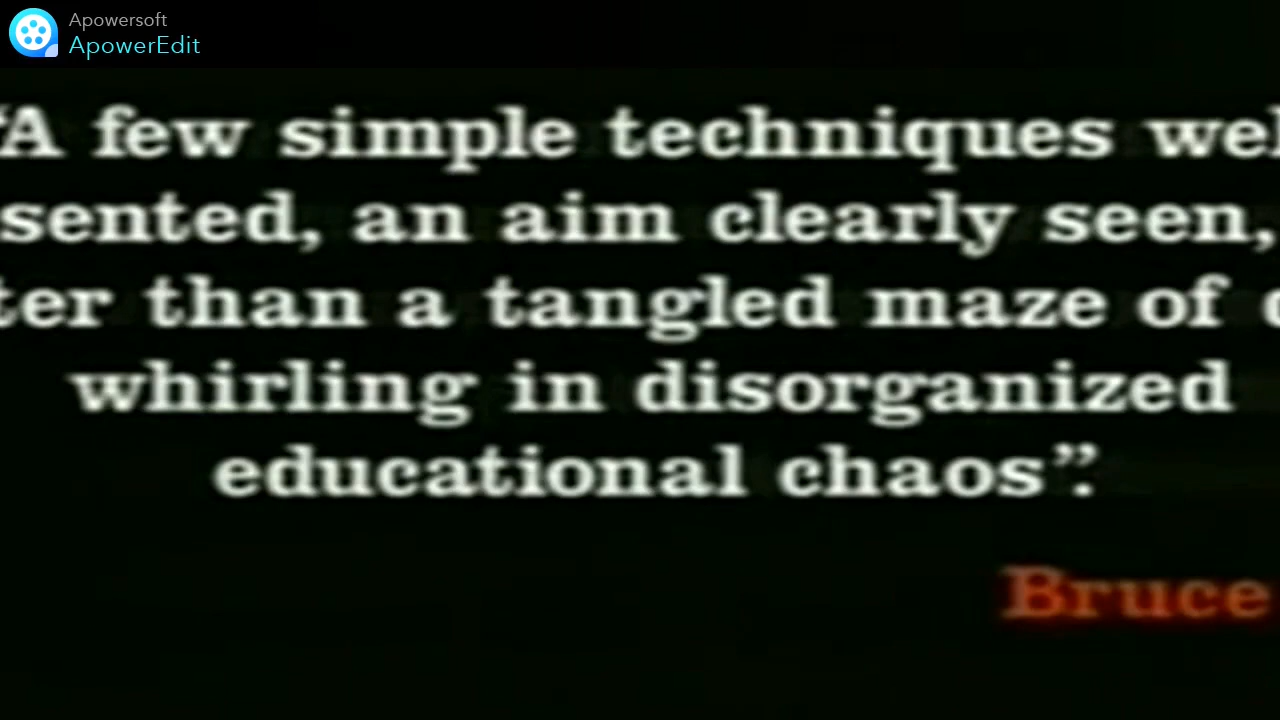 Apowersoft
ApowerEdit
“A few simple techniques wel
sented, an aim clearly seen,
ter than a tangled maze of
whirling in disorganized
educational chaos”.
Bruce